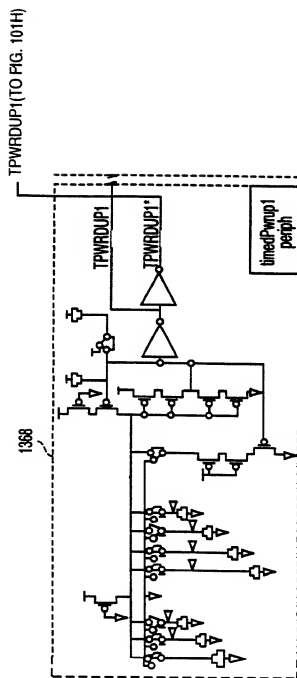 TPWRDUP1(TO FIG. 101H)
1368
TPWRDUP1
TPWRDUP1*
timedPwrup1
periph